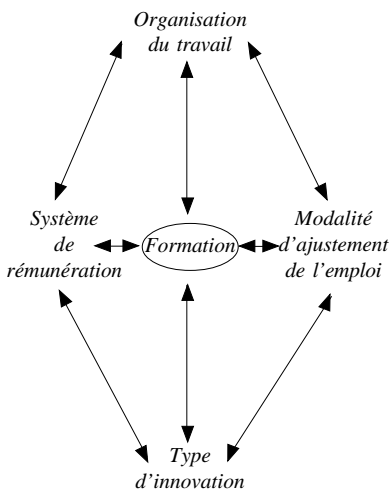 Organisation
du travail
Système
de
rémunération
Formation
Modalité
d'ajustement
de l'emploi
Type
d'innovation